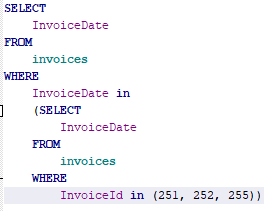 SELECT
InvoiceDate
FROM
invoices
WHERE
InvoiceDate in
(SELECT
InvoiceDate
FROM
invoices
WHERE
InvoiceId in (251, 252, 255))